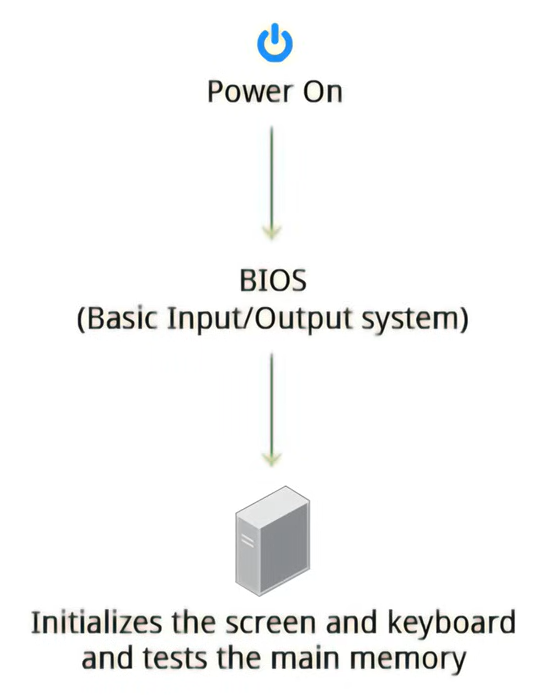 Power On
BIOS
(Basic Input/Output system)
Initializes the screen and keyboard
and tests the main memory